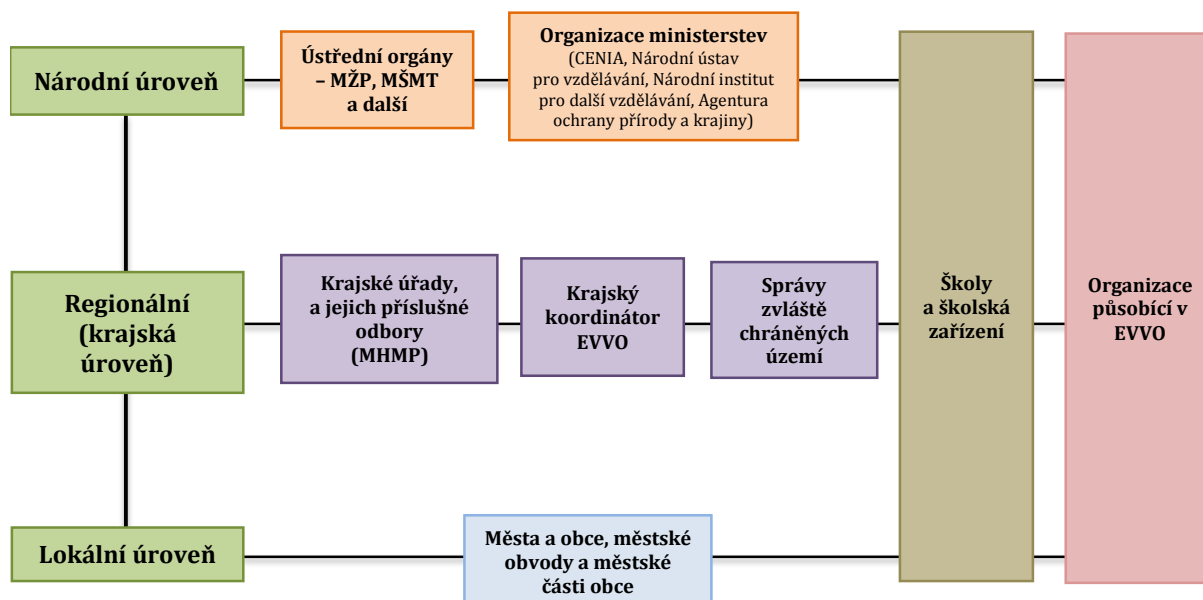 Národní úroveň
Ústřední orgány
– MŽP, MŠMT
a další
Organizace ministerstev
(CENIA, Národní ústav
pro vzdělávání, Národní institut
pro další vzdělávání, Agentura
ochrany přírody a krajiny)
Regionální
(krajská
úroveň)
Krajské úřady,
a jejich příslušné
odbory
(MHMP)
Krajský
koordinátor
EVVO
Správy
zvláště
chráněných
území
Školy
a školská
zařízení
Organizace
působící v
EVVO
Lokální úroveň
Města a obce, městské
obvody a městské
části obce